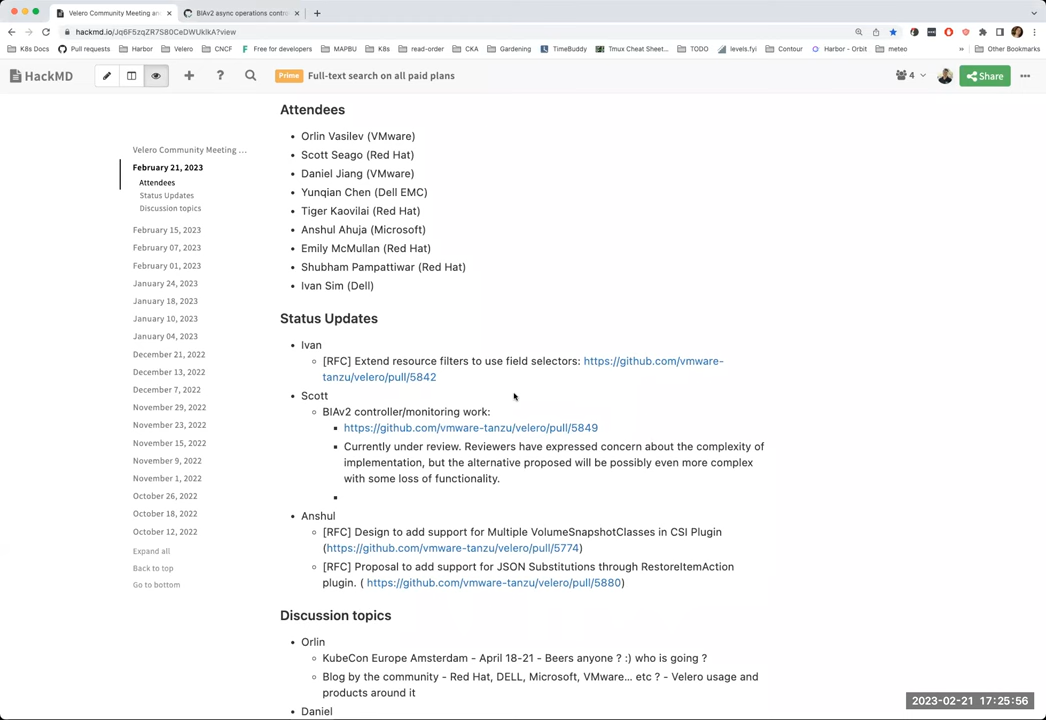 Velero Community Meeting an
BIAv2 async operations contro
hackmd.io/Jq6F5zqZR7S80CeDWUklkA?view
K8s Docs
Pull requests
Harbor
Velero
CNCF
Free for developers
MAPBU
K8s
read-order
CKA
Gardening
TimeBuddy
Tmux Cheat Sheet...
TODO
levels.fyi
Contour
Harbor - Orbit
meteo
»
Other Bookmarks
HackMD
Prime
Full-text search on all paid plans
4
Share
Velero Community Meeting ...
February 21, 2023
Attendees
Status Updates
Discussion topics
February 15, 2023
February 07, 2023
February 01, 2023
January 24, 2023
January 18, 2023
January 10, 2023
January 04, 2023
December 21, 2022
December 13, 2022
December 7, 2022
November 29, 2022
November 23, 2022
November 15, 2022
November 9, 2022
November 1, 2022
October 26, 2022
October 18, 2022
October 12, 2022
Expand all
Back to top
Go to bottom
Attendees
Orlin Vasilev (VMware)
Scott Seago (Red Hat)
Daniel Jiang (VMware)
Yunqian Chen (Dell EMC)
Tiger Kaovilai (Red Hat)
Anshul Ahuja (Microsoft)
Emily McMullan (Red Hat)
Shubham Pampattiwar (Red Hat)
Ivan Sim (Dell)
Status Updates
Ivan
[RFC] Extend resource filters to use field selectors: https://github.com/vmware-
tanzu/velero/pull/5842
Scott
BIAv2 controller/monitoring work:
https://github.com/vmware-tanzu/velero/pull/5849
Currently under review. Reviewers have expressed concern about the complexity of
implementation, but the alternative proposed will be possibly even more complex
with some loss of functionality.
Anshul
[RFC] Design to add support for Multiple VolumeSnapshotClasses in CSI Plugin
(https://github.com/vmware-tanzu/velero/pull/5774)
[RFC] Proposal to add support for JSON Substitutions through RestoreItemAction
plugin. ( https://github.com/vmware-tanzu/velero/pull/5880)
Discussion topics
Orlin
KubeCon Europe Amsterdam - April 18-21 - Beers anyone ? :) who is going ?
Blog by the community - Red Hat, DELL, Microsoft, VMware... etc ? - Velero usage and
products around it
Daniel
2023-02-21 17:25:56